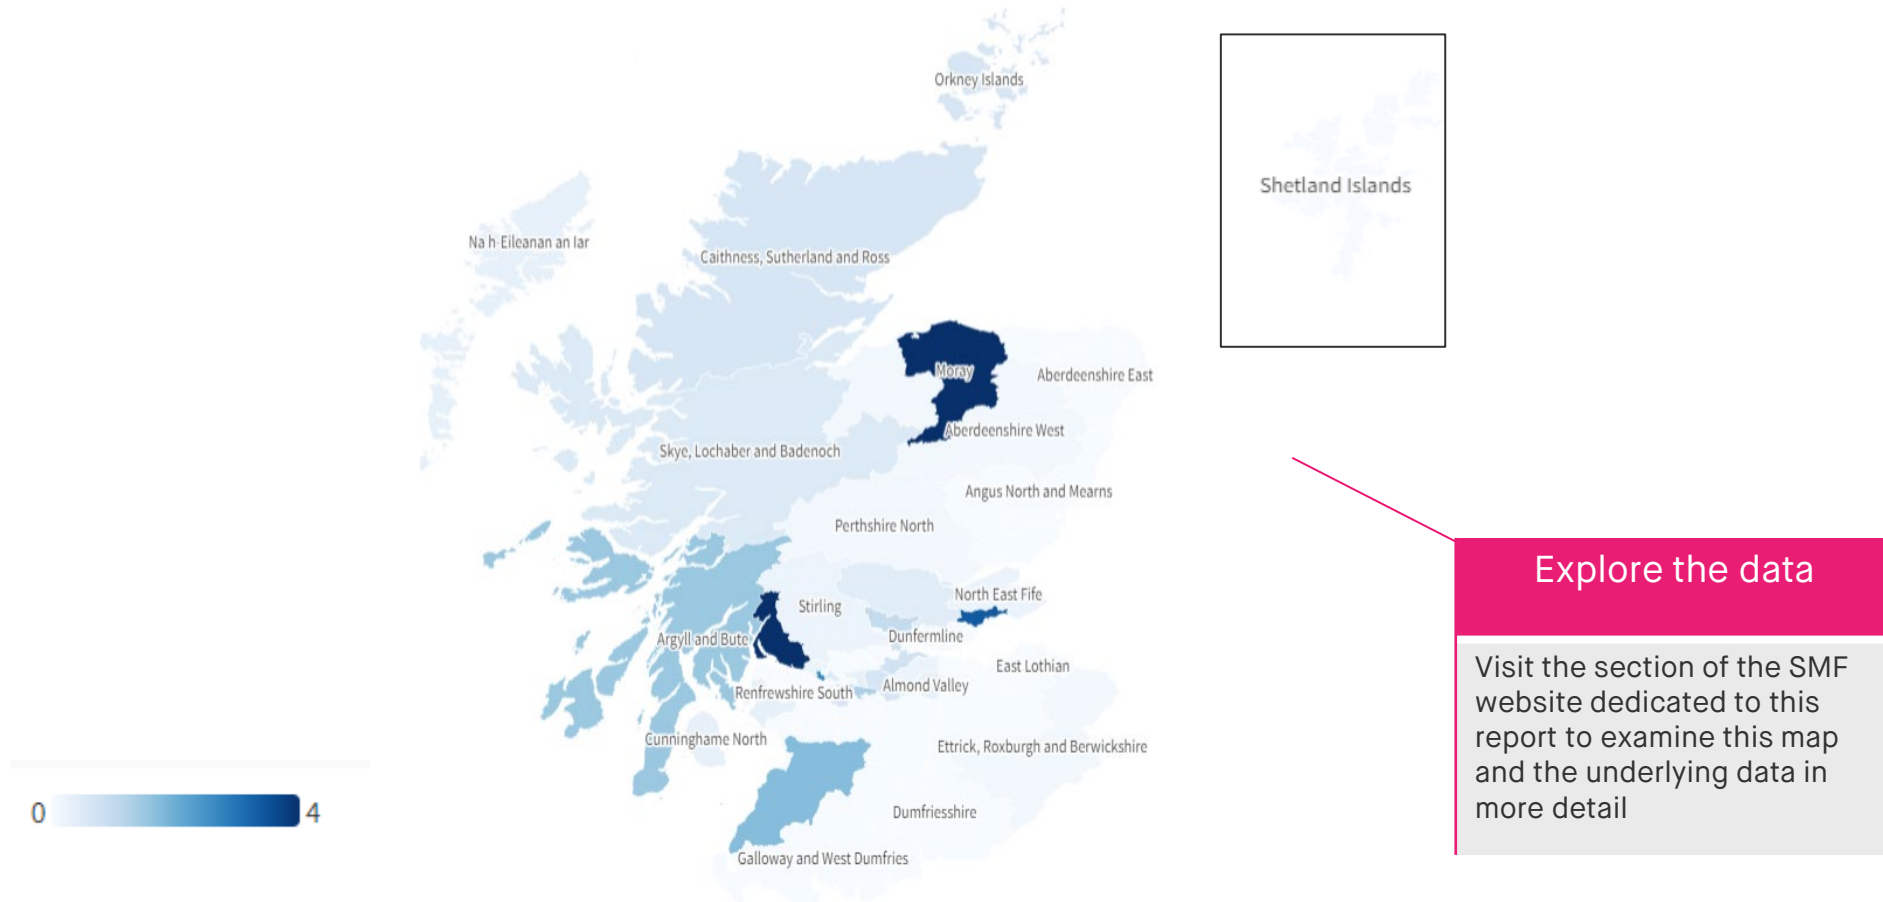 Orkney Islands
Shetland Islands
Na h-Eileanan an Iar
Caithness, Sutherland and Ross
Moray
Aberdeenshire East
Aberdeenshire West
Skye, Lochaber and Badenoch
Angus North and Mearns
Perthshire North
North East Fife
Stirling
Dunfermline
Argyll and Bute
East Lothian
Almond Valley
Renfrewshire South
Cunninghame North
Ettrick, Roxburgh and Berwickshire
Dumfriesshire
Galloway and West Dumfries
0
4
Explore the data
Visit the section of the SMF
website dedicated to this
report to examine this map
and the underlying data in
more detail